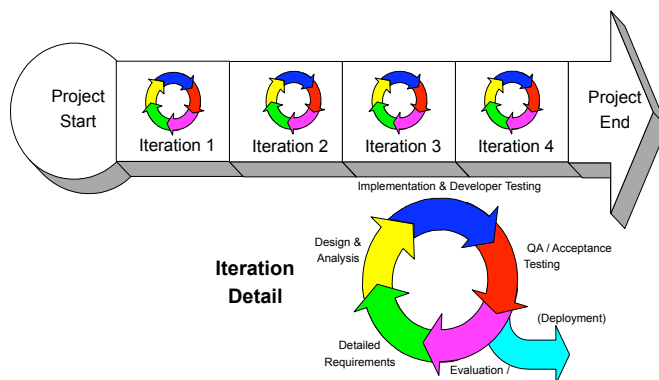 Project
Start
Iteration 1
Iteration 2
Iteration 3
Iteration 4
Project
End
Implementation & Developer Testing
Iteration
Detail
Design &
Analysis
QA / Acceptance
Testing
(Deployment)
Detailed
Requirements
Evaluation /